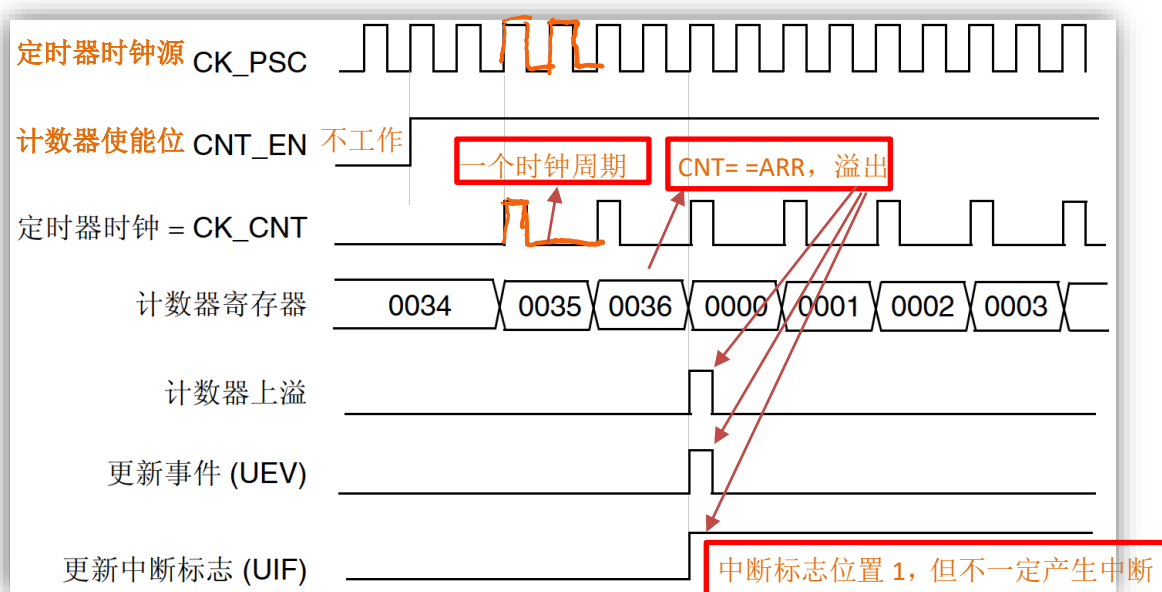 定时器时钟源 CK_PSC
计数器使能位 CNT_EN 不工作
一个时钟周期
CNT= =ARR，溢出
定时器时钟 = CK_CNT
计数器寄存器 0034 0035 0036 0000 0001 0002 0003
计数器上溢
更新事件 (UEV)
更新中断标志 (UIF)
中断标志位置 1，但不一定产生中断